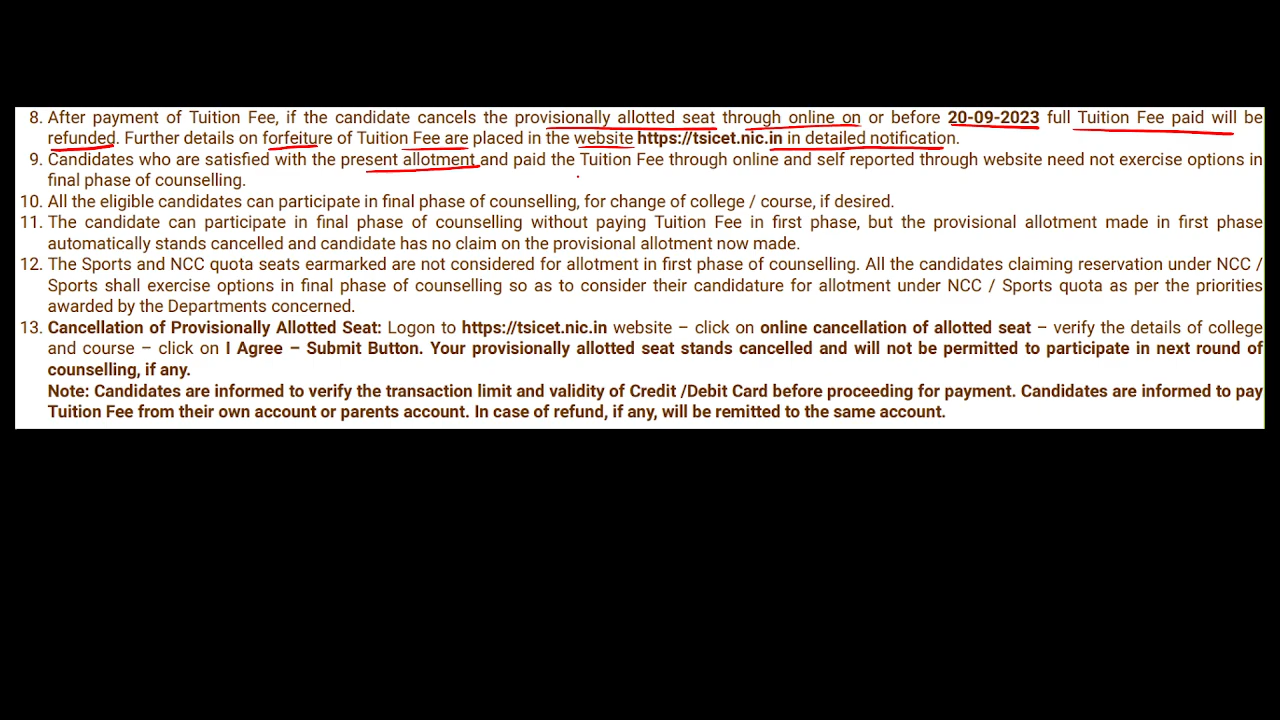 8. After payment of Tuition Fee, if the candidate cancels the provisionally allotted seat through online on or before 20-09-2023 full Tuition Fee paid will be
refunded. Further details on forfeiture of Tuition Fee are placed in the website https://tsicet.nic.in in detailed notification.
9. Candidates who are satisfied with the present allotment and paid the Tuition Fee through online and self reported through website need not exercise options in
final phase of counselling.
10. All the eligible candidates can participate in final phase of counselling, for change of college / course, if desired.
11. The candidate can participate in final phase of counselling without paying Tuition Fee in first phase, but the provisional allotment made in first phase
automatically stands cancelled and candidate has no claim on the provisional allotment now made.
12. The Sports and NCC quota seats earmarked are not considered for allotment in first phase of counselling. All the candidates claiming reservation under NCC /
Sports shall exercise options in final phase of counselling so as to consider their candidature for allotment under NCC / Sports quota as per the priorities
awarded by the Departments concerned.
13. Cancellation of Provisionally Allotted Seat: Logon to https://tsicet.nic.in website – click on online cancellation of allotted seat – verify the details of college
and course – click on I Agree – Submit Button. Your provisionally allotted seat stands cancelled and will not be permitted to participate in next round of
counselling, if any.
Note: Candidates are informed to verify the transaction limit and validity of Credit /Debit Card before proceeding for payment. Candidates are informed to pay
Tuition Fee from their own account or parents account. In case of refund, if any, will be remitted to the same account.